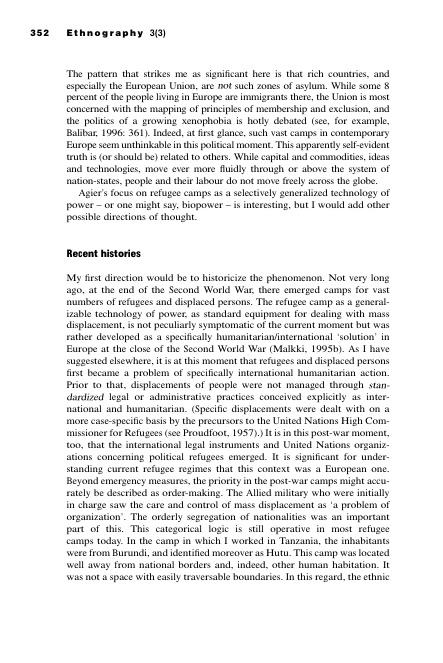 352 Ethnography 3(3)
The pattern that strikes me as significant here is that rich countries, and
especially the European Union, are not such zones of asylum. While some 8
percent of the people living in Europe are immigrants there, the Union is most
concerned with the mapping of principles of membership and exclusion, and
the politics of a growing xenophobia is hotly debated (see, for example,
Balibar, 1996: 361). Indeed, at first glance, such vast camps in contemporary
Europe seem unthinkable in this political moment. This apparently self-evident
truth is (or should be) related to others. While capital and commodities, ideas
and technologies, move ever more fluidly through or above the system of
nation-states, people and their labour do not move freely across the globe.
Agier's focus on refugee camps as a selectively generalized technology of
power – or one might say, biopower – is interesting, but I would add other
possible directions of thought.
Recent histories
My first direction would be to historicize the phenomenon. Not very long
ago, at the end of the Second World War, there emerged camps for vast
numbers of refugees and displaced persons. The refugee camp as a general-
izable technology of power, as standard equipment for dealing with mass
displacement, is not peculiarly symptomatic of the current moment but was
rather developed as a specifically humanitarian/international 'solution' in
Europe at the close of the Second World War (Malkki, 1995b). As I have
suggested elsewhere, it is at this moment that refugees and displaced persons
first became a problem of specifically international humanitarian action.
Prior to that, displacements of people were not managed through stan-
dardized legal or administrative practices conceived explicitly as inter-
national and humanitarian. (Specific displacements were dealt with on a
more case-specific basis by the precursors to the United Nations High Com-
missioner for Refugees (see Proudfoot, 1957).) It is in this post-war moment,
too, that the international legal instruments and United Nations organiz-
ations concerning political refugees emerged. It is significant for under-
standing current refugee regimes that this context was a European one.
Beyond emergency measures, the priority in the post-war camps might accu-
rately be described as order-making. The Allied military who were initially
in charge saw the care and control of mass displacement as 'a problem of
organization'. The orderly segregation of nationalities was an important
part of this. This categorical logic is still operative in most refugee
camps today. In the camp in which I worked in Tanzania, the inhabitants
were from Burundi, and identified moreover as Hutu. This camp was located
well away from national borders and, indeed, other human habitation. It
was not a space with easily traversable boundaries. In this regard, the ethnic